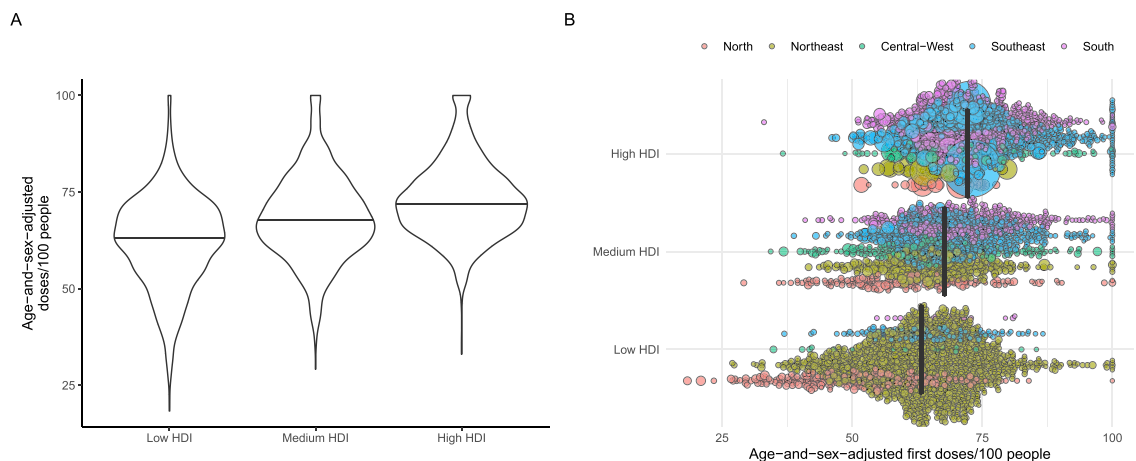 A
Age−and−sex−adjusted
doses/100 people
100
75
50
25
Low HDI
Medium HDI
High HDI
B
North
Northeast
Central−West
Southeast
South
High HDI
Medium HDI
Low HDI
25
50
75
100
Age−and−sex−adjusted first doses/100 people